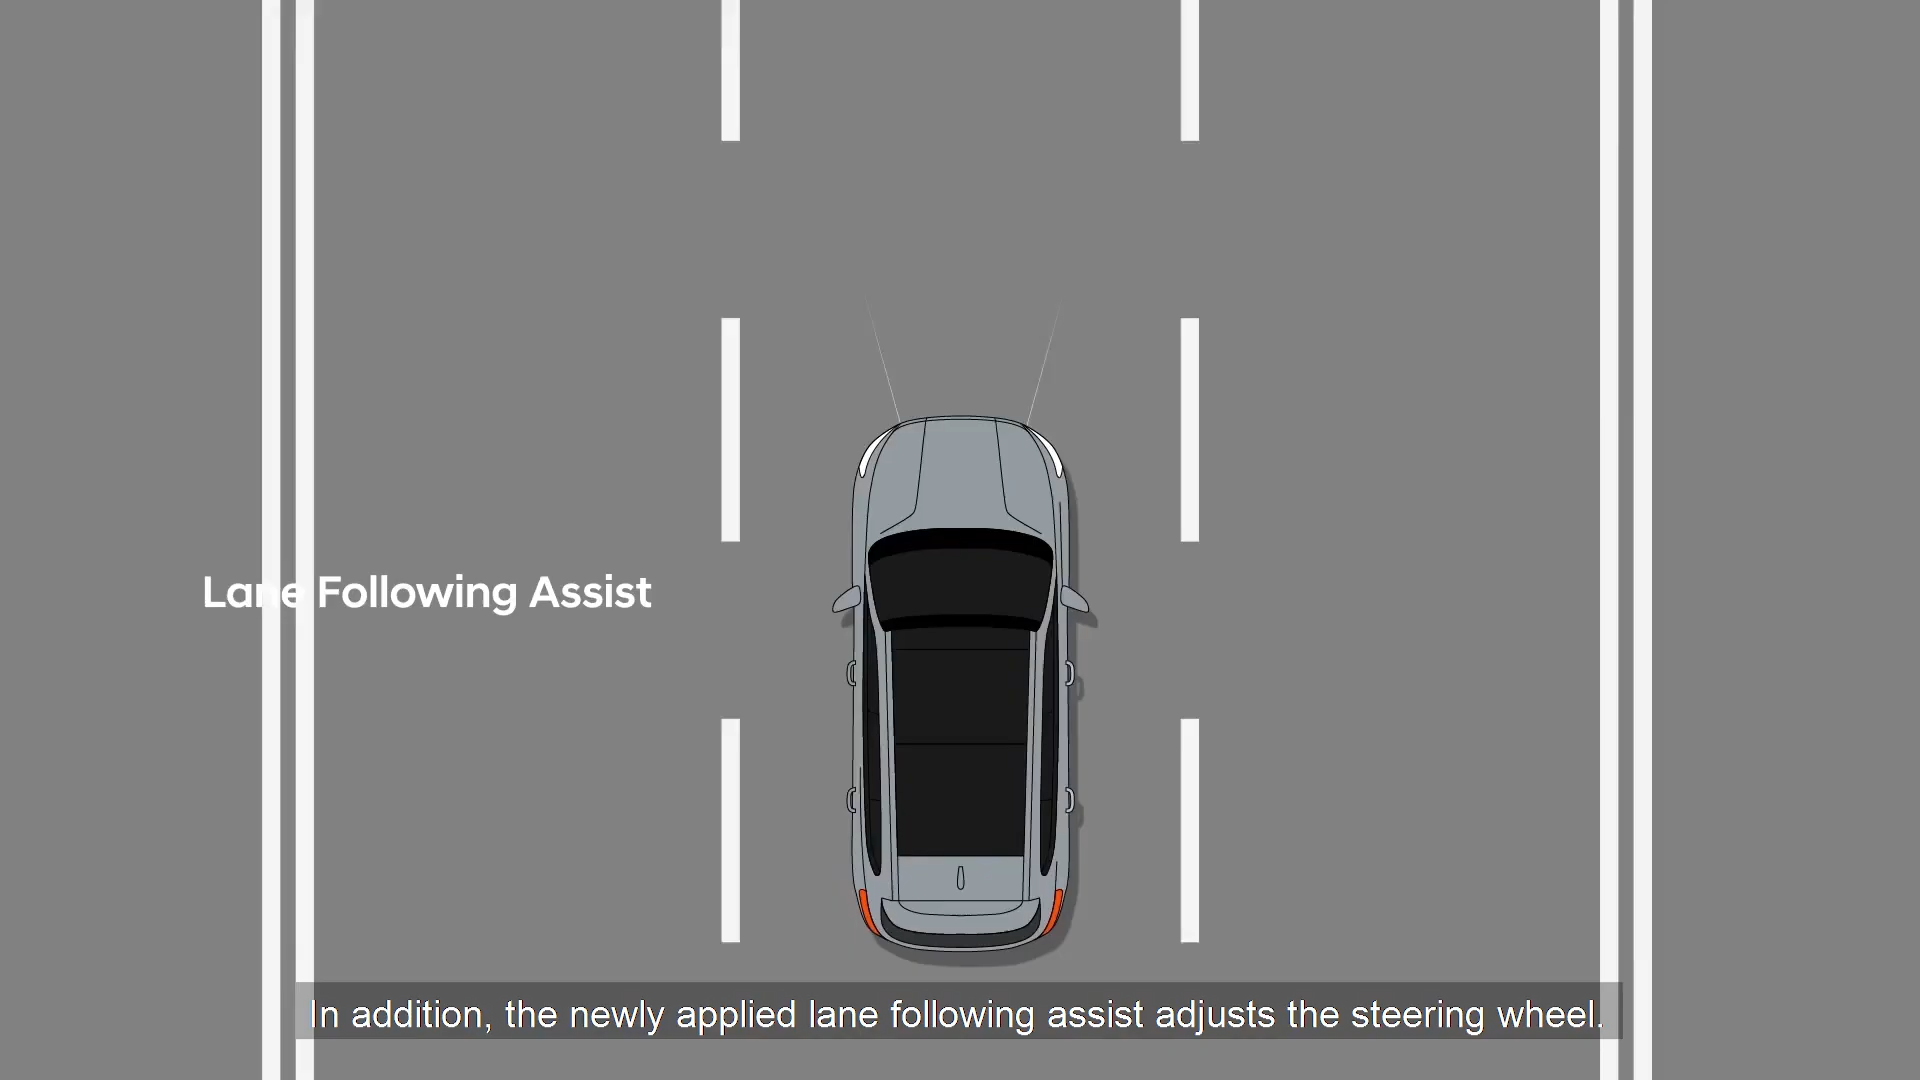 Lane Following Assist
In addition, the newly applied lane following assist adjusts the steering wheel.